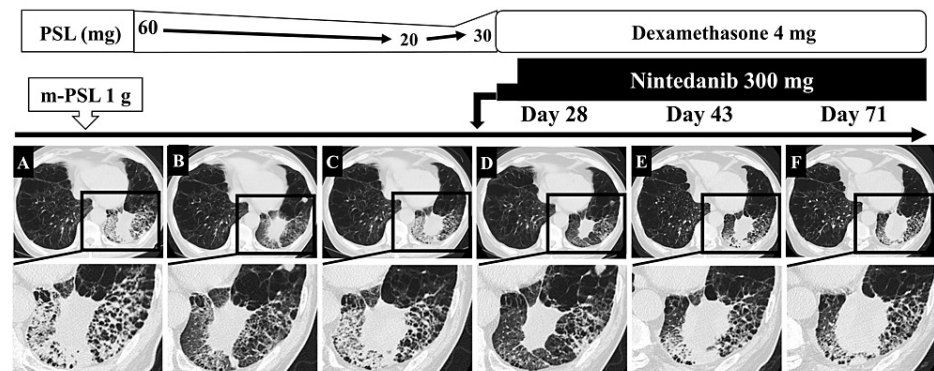 PSL (mg)
60
20
30
Dexamethasone 4 mg
m-PSL 1 g
Nintedanib 300 mg
Day 28
Day 43
Day 71
A
B
C
D
E
F